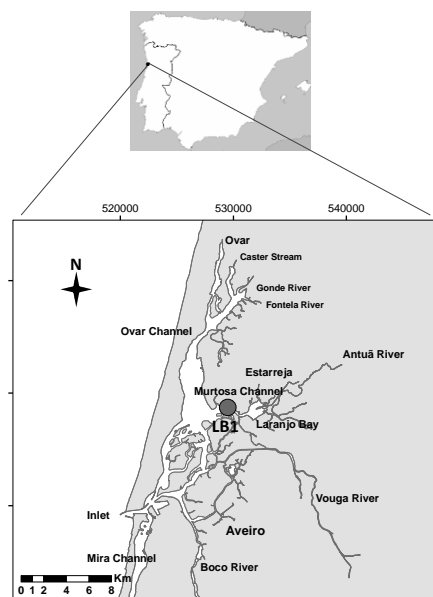 520000 530000 540000
Ovar
Caster Stream
N
Gonde River
Fontela River
Ovar Channel
Antuã River
Estarreja
Murtosa Channel
LB1
Laranjo Bay
Vouga River
Inlet
Aveiro
Mira Channel
Boco River
0 1 2 4 6 8 Km